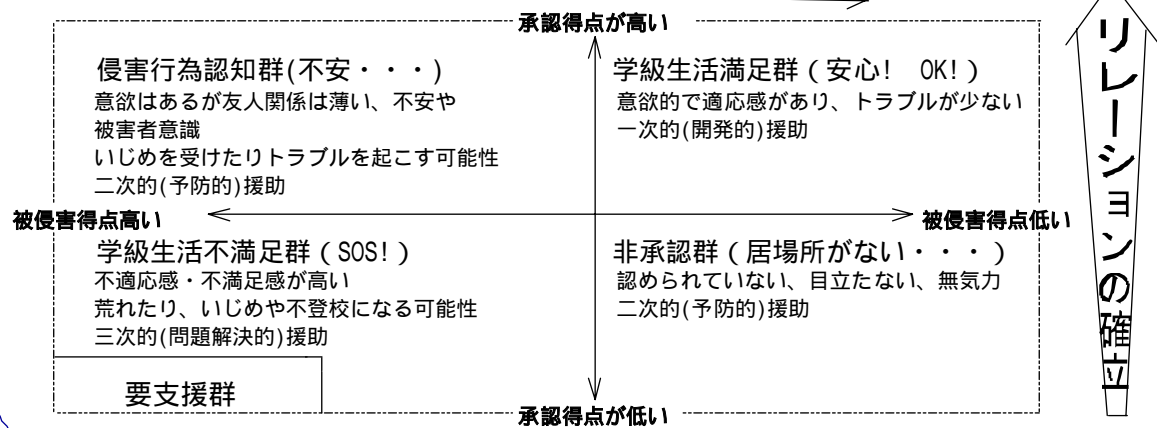 承認得点が高い
侵害行為認知群(不安・・・)
意欲はあるが友人関係は薄い、不安や
被害者意識
いじめを受けたりトラブルを起こす可能性
二次的(予防的)援助
学級生活満足群(安心! OK!)
意欲的で適応感があり、トラブルが少ない
一次的(開発的)援助
被侵害得点高い
被侵害得点低い
学級生活不満足群(SOS!)
不適応感・不満足感が高い
荒れたり、いじめや不登校になる可能性
三次的(問題解決的)援助
要支援群
非承認群(居場所がない・・・)
認められていない、目立たない、無気力
二次的(予防的)援助
承認得点が低い
リレーションの確立